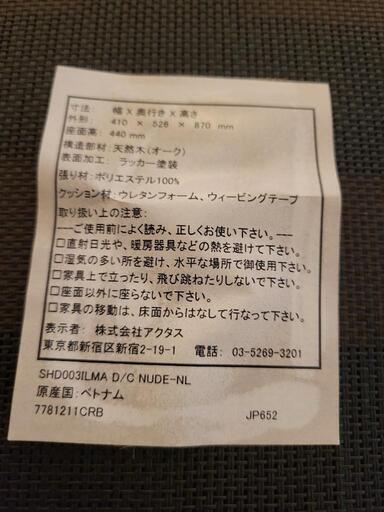 寸法: 幅 X 奥行き X 高さ
外形: 410 × 526 × 870 mm
座面高: 440 mm
構造部材: 天然木(オーク)
表面加工: ラッカー塗装
張り材: ポリエステル100%
クッション材: ウレタンフォーム、ウィービングテープ
取り扱い上の注意:
---ご使用前によく読み、正しくお使い下さい。---
□直射日光や、暖房器具などの熱を避けて下さい。
□湿気の多い所を避け、水平な場所で御使用下さい。
□家具上で立ったり、飛び跳ねたりしないで下さい。
□座面以外に座らないで下さい。
□家具の移動は、床面からはなして行なって下さい。
表示者: 株式会社アクタス
東京都新宿区新宿2-19-1 電話: 03-5269-3201
SHD003ILMA D/C NUDE-NL
原産国:ベトナム
7781211CRB JP652